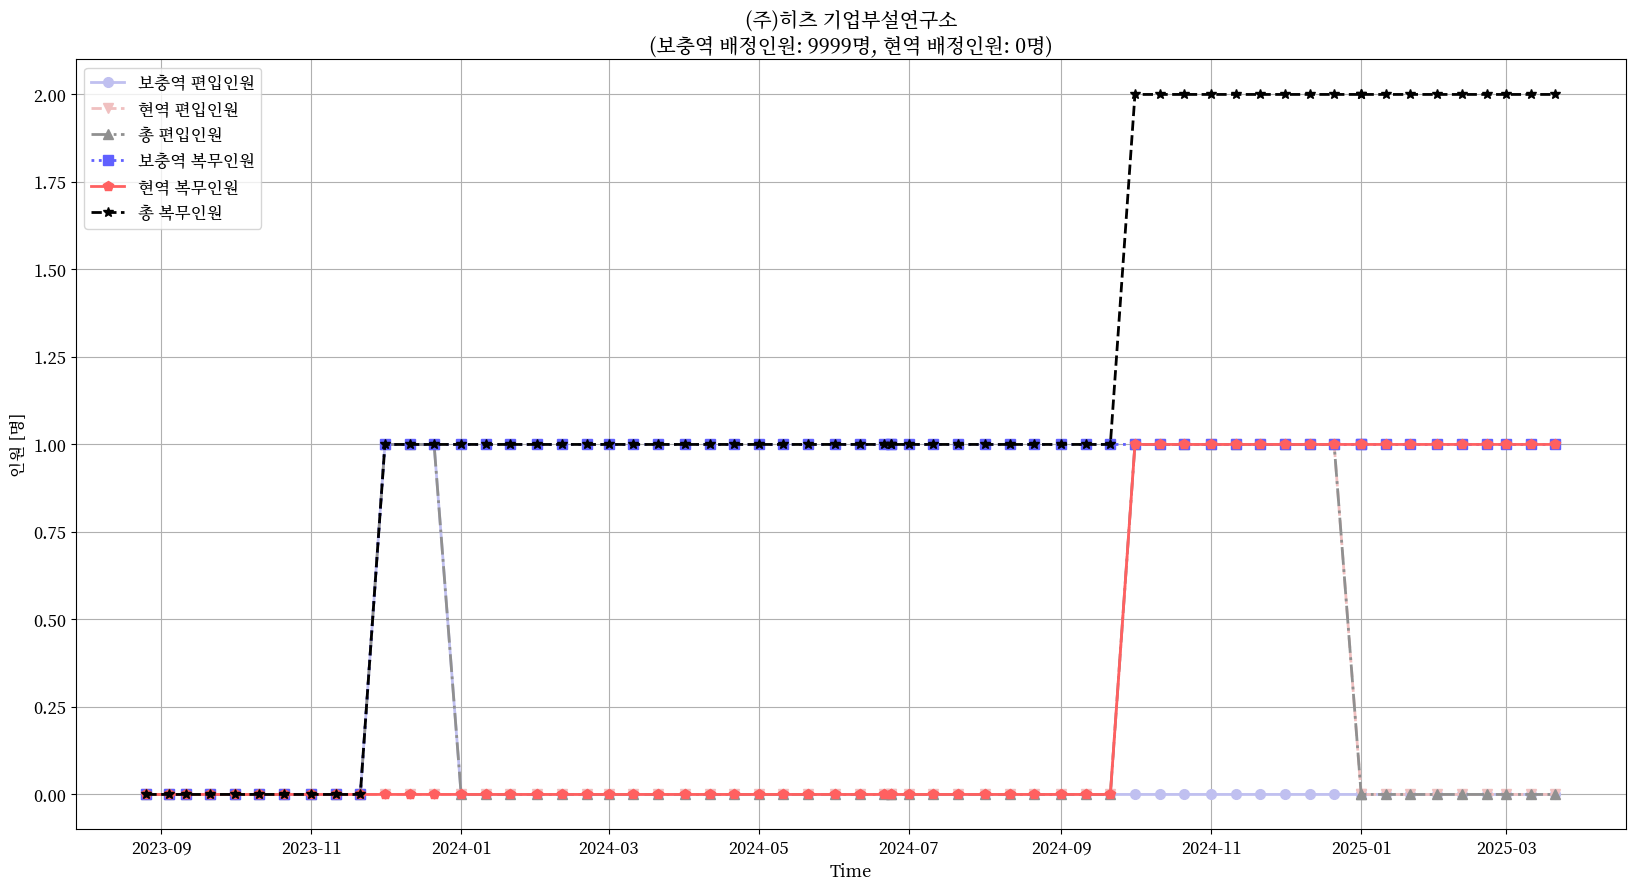 (주)히츠 기업부설연구소
(보충역 배정인원: 9999명, 현역 배정인원: 0명)
보충역 편입인원
현역 편입인원
총 편입인원
보충역 복무인원
현역 복무인원
총 복무인원
2.00
1.75
1.50
1.25
1.00
0.75
0.50
0.25
0.00
인원 [명]
2023-09 2023-11 2024-01 2024-03 2024-05 2024-07 2024-09 2024-11 2025-01 2025-03
Time